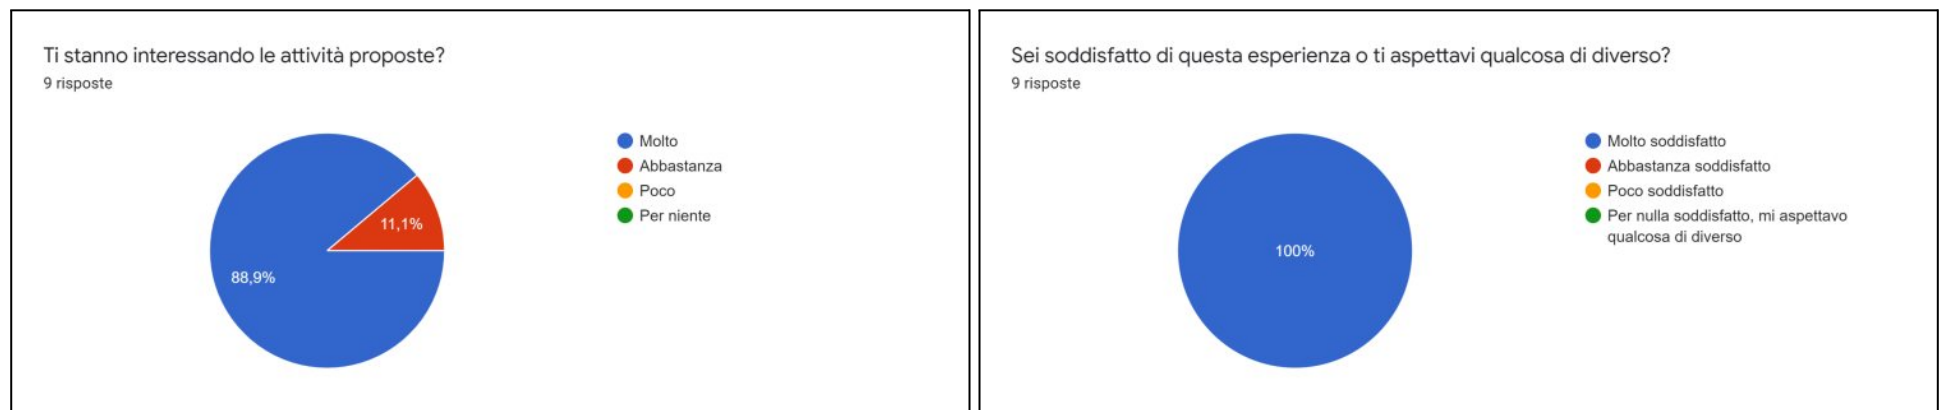 Ti stanno interessando le attività proposte?
9 risposte
Molto
Abbastanza
Poco
Per niente
11,1%
88,9%
Sei soddisfatto di questa esperienza o ti aspettavi qualcosa di diverso?
9 risposte
Molto soddisfatto
Abbastanza soddisfatto
Poco soddisfatto
Per nulla soddisfatto, mi aspettavo
qualcosa di diverso
100%